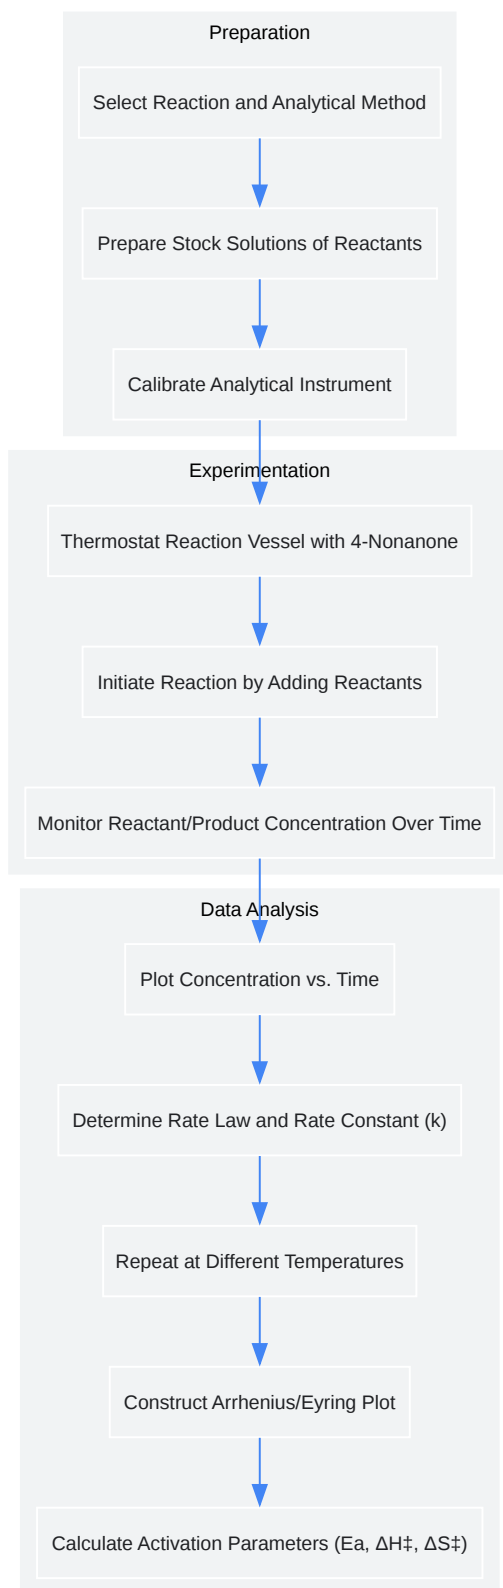 Preparation
Select Reaction and Analytical Method
Prepare Stock Solutions of Reactants
Calibrate Analytical Instrument
Experimentation
Thermostat Reaction Vessel with 4-Nonanone
Initiate Reaction by Adding Reactants
Monitor Reactant/Product Concentration Over Time
Data Analysis
Plot Concentration vs. Time
Determine Rate Law and Rate Constant (k)
Repeat at Different Temperatures
Construct Arrhenius/Eyring Plot
Calculate Activation Parameters (Ea, ΔH‡, ΔS‡)